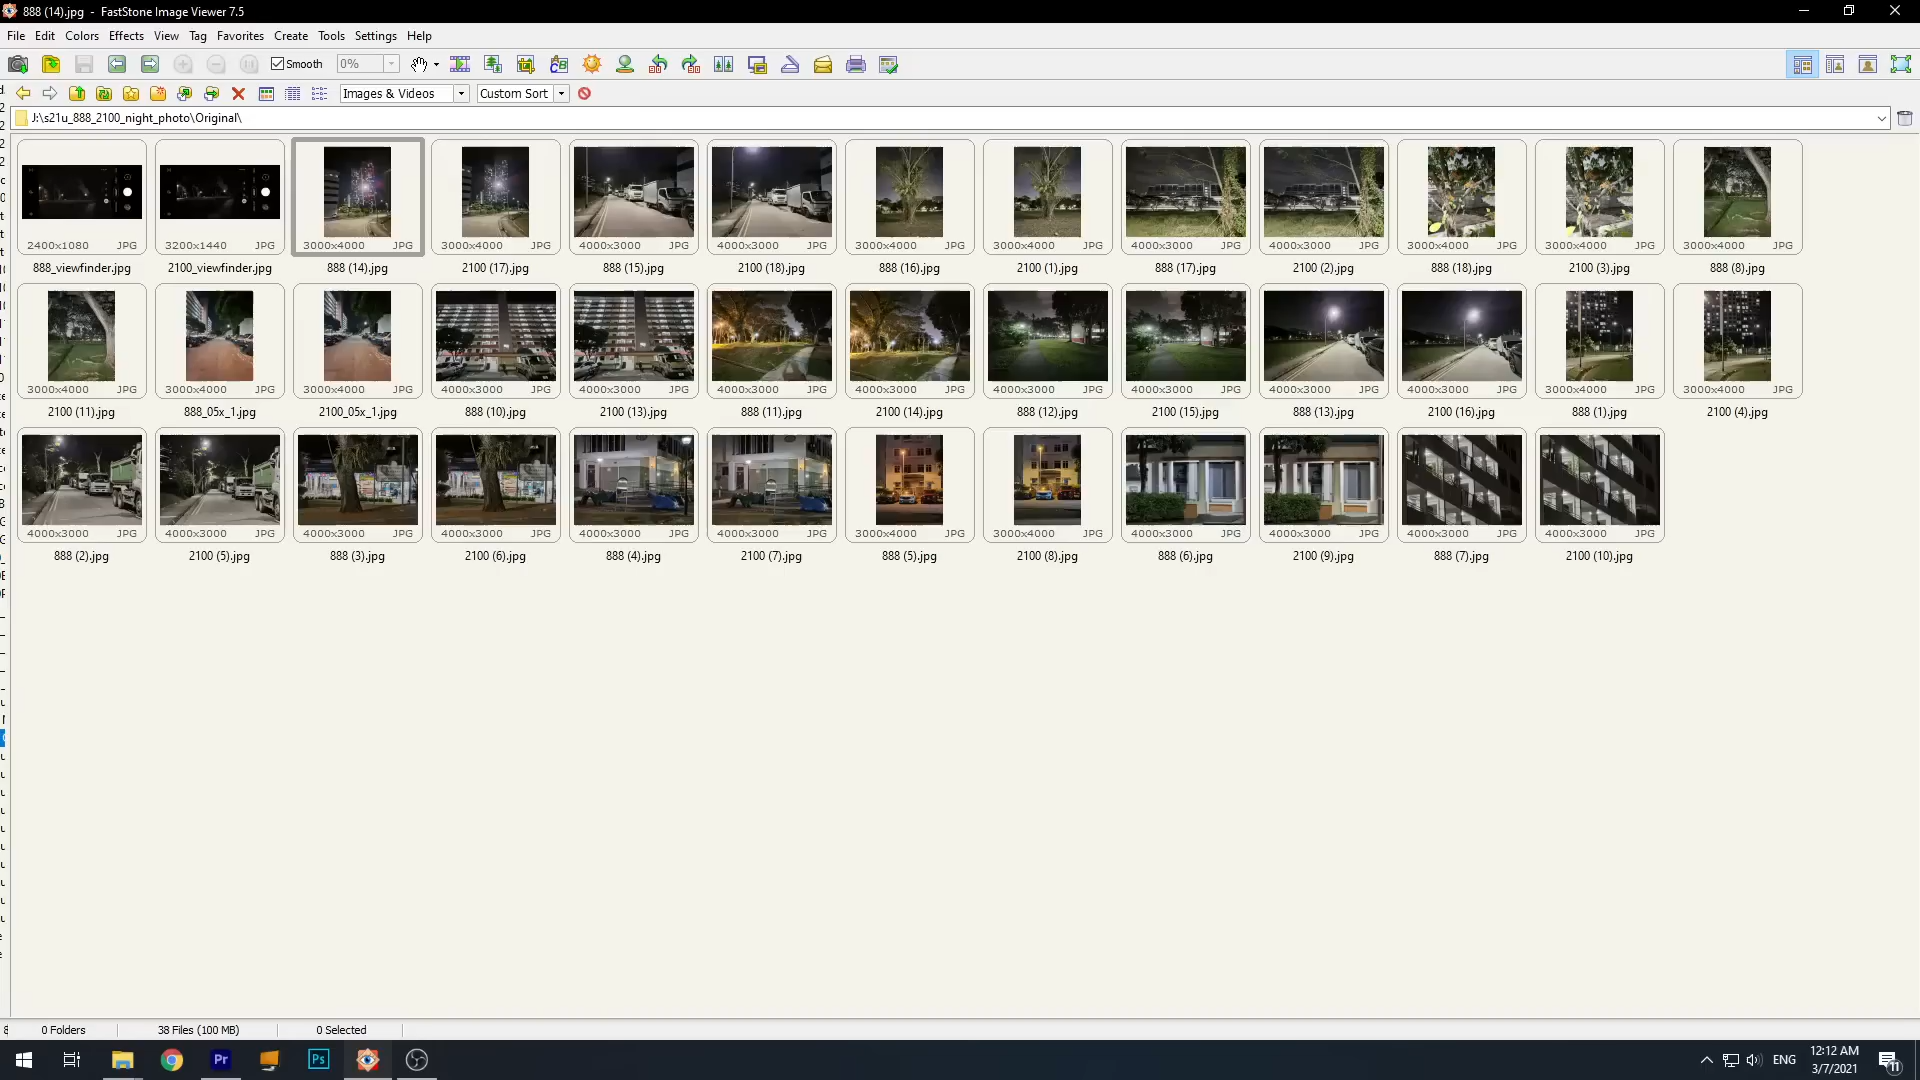 888 (14).jpg - FastStone Image Viewer 7.5
File Edit Colors Effects View Tag Favorites Create Tools Settings Help
Smooth 0%
Images & Videos Custom Sort
J:\s21u_888_2100_night_photo\Original\
2400x1080 JPG 3200x1440 JPG 3000x4000 JPG 3000x4000 JPG 4000x3000 JPG 4000x3000 JPG 3000x4000 JPG 3000x4000 JPG 4000x3000 JPG 4000x3000 JPG 3000x4000 JPG 3000x4000 JPG 3000x4000 JPG
888_viewfinder.jpg 2100_viewfinder.jpg 888 (14).jpg 2100 (17).jpg 888 (15).jpg 2100 (18).jpg 888 (16).jpg 2100 (1).jpg 888 (17).jpg 2100 (2).jpg 888 (18).jpg 2100 (3).jpg 888 (8).jpg
3000x4000 JPG 3000x4000 JPG 3000x4000 JPG 4000x3000 JPG 4000x3000 JPG 4000x3000 JPG 4000x3000 JPG 4000x3000 JPG 4000x3000 JPG 4000x3000 JPG 4000x3000 JPG 3000x4000 JPG 3000x4000 JPG
2100 (11).jpg 888_05x_1.jpg 2100_05x_1.jpg 888 (10).jpg 2100 (13).jpg 888 (11).jpg 2100 (14).jpg 888 (12).jpg 2100 (15).jpg 888 (13).jpg 2100 (16).jpg 888 (1).jpg 2100 (4).jpg
4000x3000 JPG 4000x3000 JPG 4000x3000 JPG 4000x3000 JPG 4000x3000 JPG 4000x3000 JPG 3000x4000 JPG 3000x4000 JPG 4000x3000 JPG 4000x3000 JPG 4000x3000 JPG 4000x3000 JPG
888 (2).jpg 2100 (5).jpg 888 (3).jpg 2100 (6).jpg 888 (4).jpg 2100 (7).jpg 888 (5).jpg 2100 (8).jpg 888 (6).jpg 2100 (9).jpg 888 (7).jpg 2100 (10).jpg
0 Folders 38 Files (100 MB) 0 Selected
Pr Ps ENG 12:12 AM 11
3/7/2021